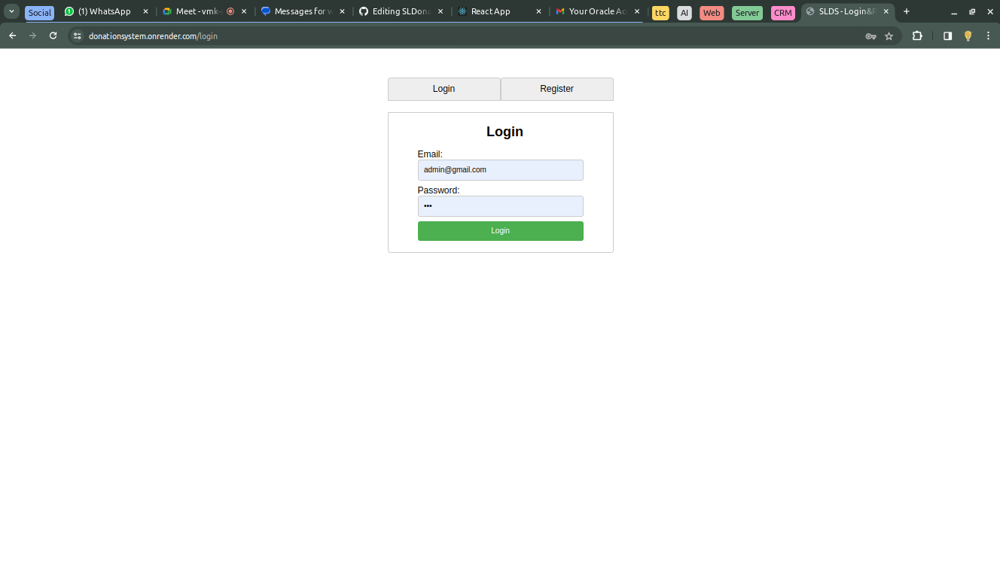 Social
(1) WhatsApp
Meet - vmk-
Messages for
Editing SLDona
React App
Your Oracle Ac
ttc
AI
Web
Server
CRM
SLDS - Login&R
donationsystem.onrender.com/login
Login
Register
Login
Email:
admin@gmail.com
Password:
•••
Login